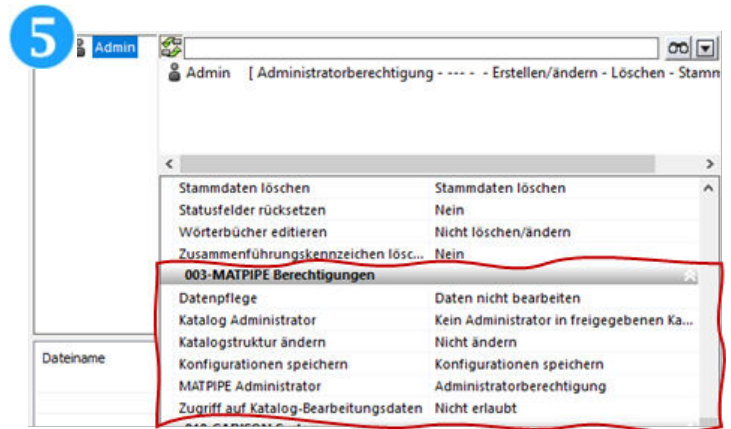 5
Admin
Admin [ Administratorberechtigung - --- - - Erstellen/ändern - Löschen - Stamm
Stammdaten löschen Stammdaten löschen
Statusfelder rücksetzen Nein
Wörterbücher editieren Nicht löschen/ändern
Zusammenführungskennzeichen lösc... Nein
003-MATPIPE Berechtigungen
Datenpflege Daten nicht bearbeiten
Katalog Administrator Kein Administrator in freigegebenen Ka...
Katalogstruktur ändern Nicht ändern
Konfigurationen speichern Konfigurationen speichern
MATPIPE Administrator Administratorberechtigung
Zugriff auf Katalog-Bearbeitungsdaten Nicht erlaubt
Dateiname